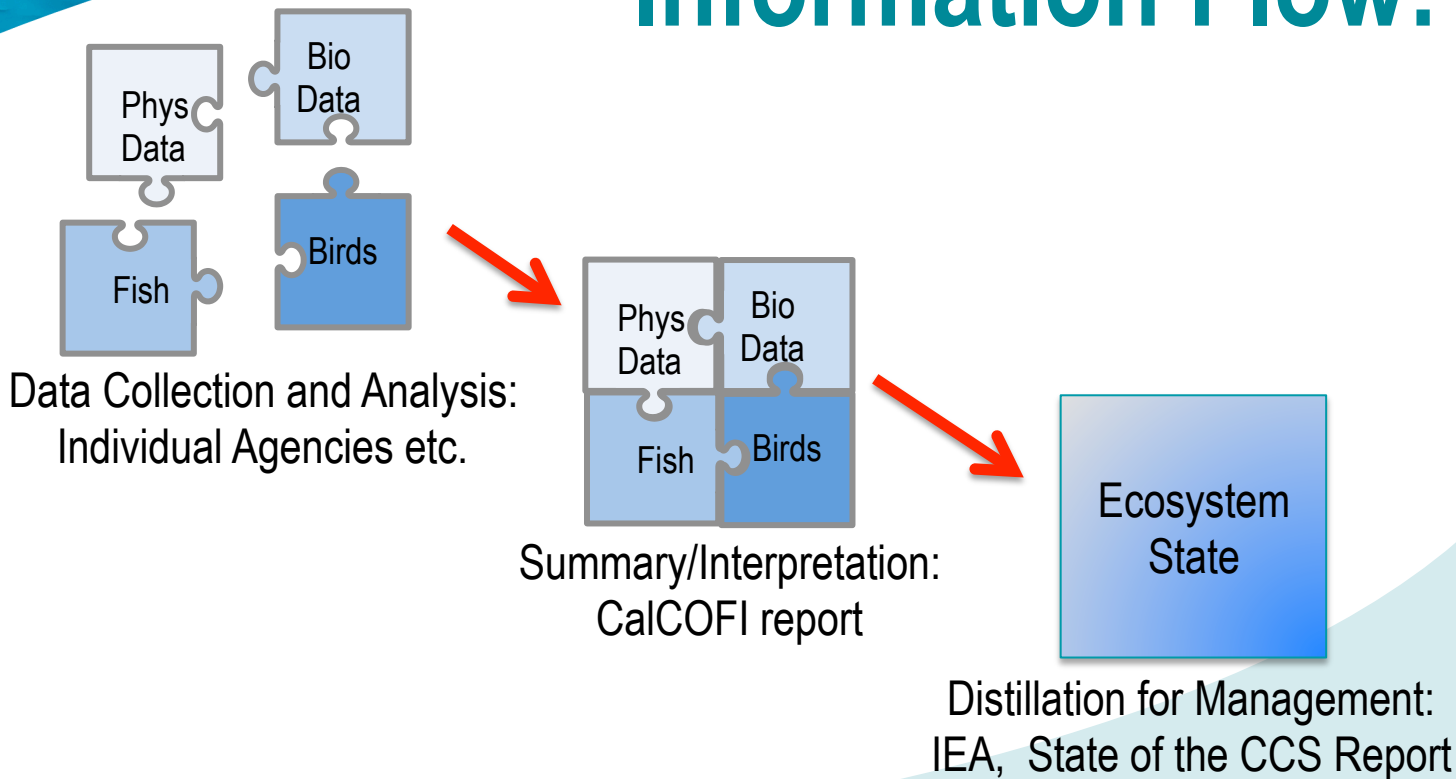 Information Flow:
Phys
Data
Bio
Data
Fish
Birds
Data Collection and Analysis:
Individual Agencies etc.
Phys
Data
Bio
Data
Fish
Birds
Summary/Interpretation:
CalCOFI report
Ecosystem
State
Distillation for Management:
IEA, State of the CCS Report